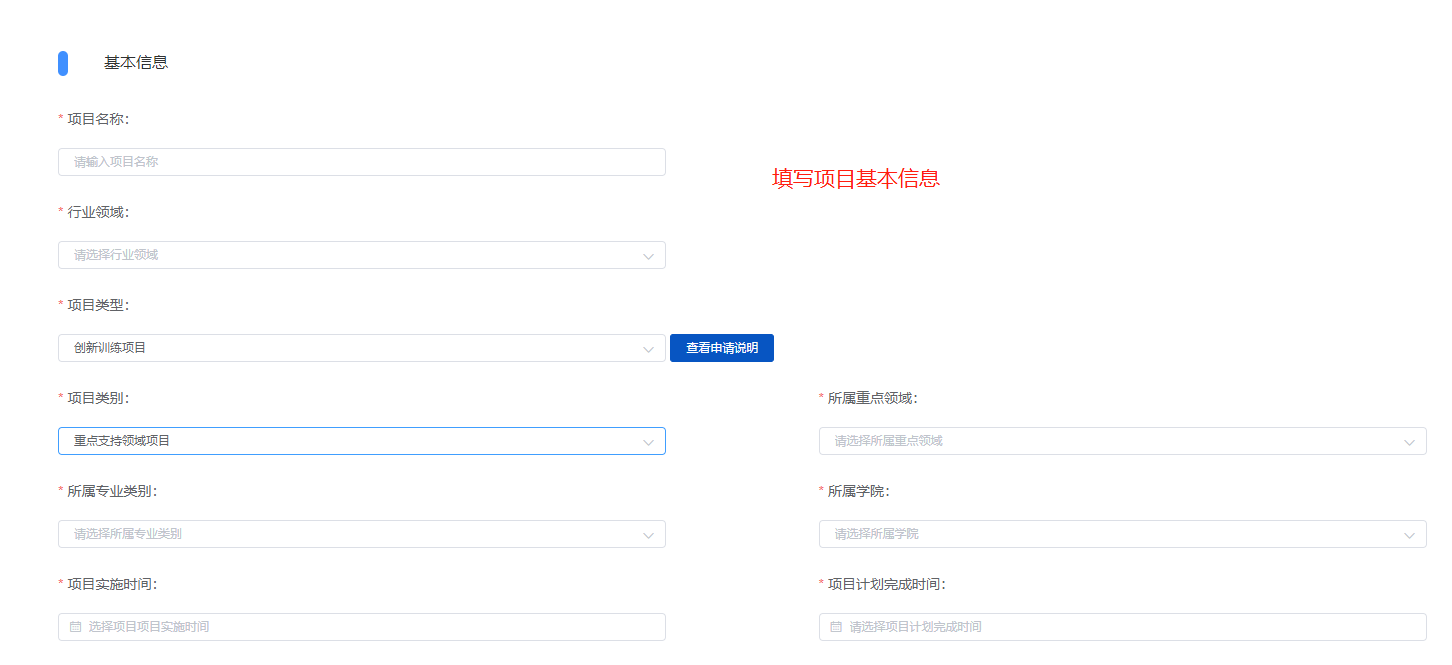 基本信息
* 项目名称:
请输入项目名称
填写项目基本信息
* 行业领域:
请选择行业领域
* 项目类型:
创新训练项目
查看申请说明
* 项目类别:
* 所属重点领域:
重点支持领域项目
请选择所属重点领域
* 所属专业类别:
* 所属学院:
请选择所属专业类别
请选择所属学院
* 项目实施时间:
* 项目计划完成时间:
选择项目项目实施时间
请选择项目计划完成时间